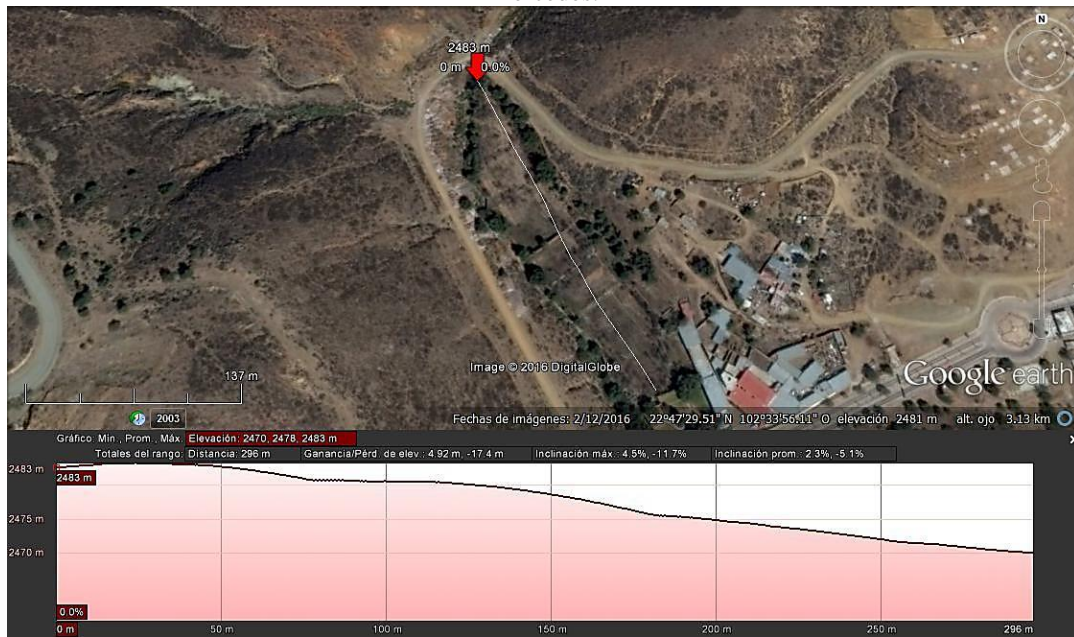 N
2483 m
0 m 0.0%
Image © 2016 DigitalGlobe
Google earth
137 m
2003
Fechas de imágenes: 2/12/2016 22°47'29.51" N 102°33'56.11" O elevación 2481 m alt. ojo 3.13 km
Gráfico: Mín., Prom., Máx. Elevación: 2470, 2478, 2483 m
Totales del rango: Distancia: 296 m Ganancia/Pérd. de elev.: 4.92 m, -17.4 m Inclinación máx.: 4.5%, -11.7% Inclinación prom.: 2.3%, -5.1%
2483 m
2483 m
2475 m
2470 m
0.0%
0 m 50 m 100 m 150 m 200 m 250 m 296 m